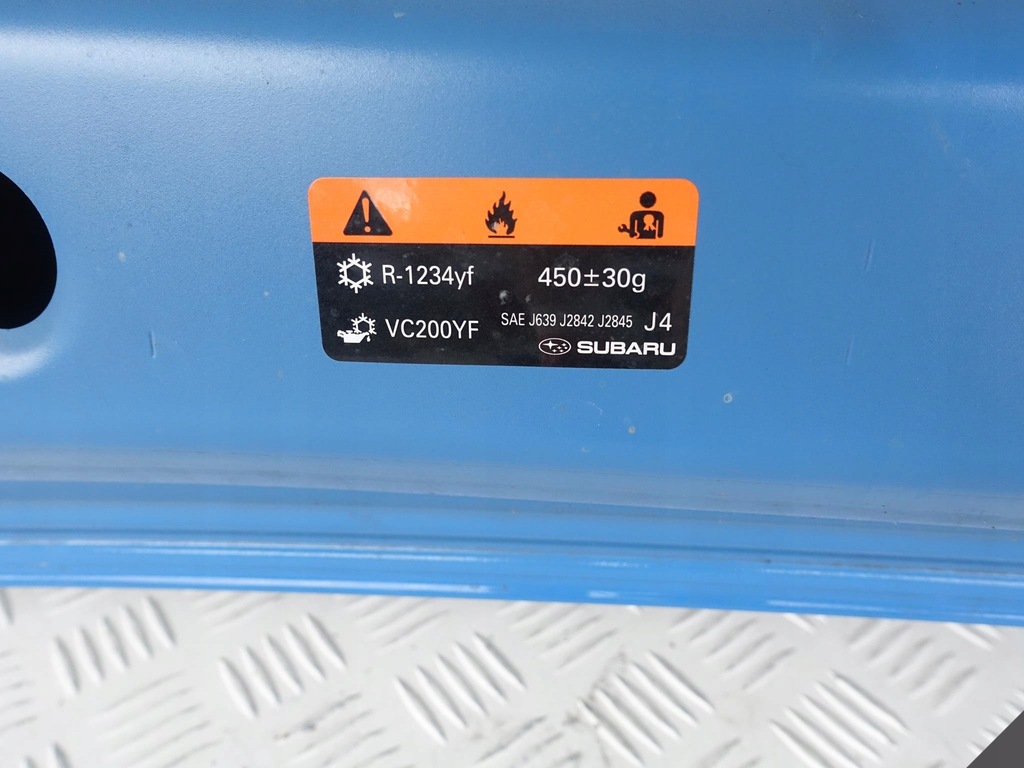 R-1234yf 450±30g
VC200YF SAE J639 J2842 J2845 J4
SUBARU